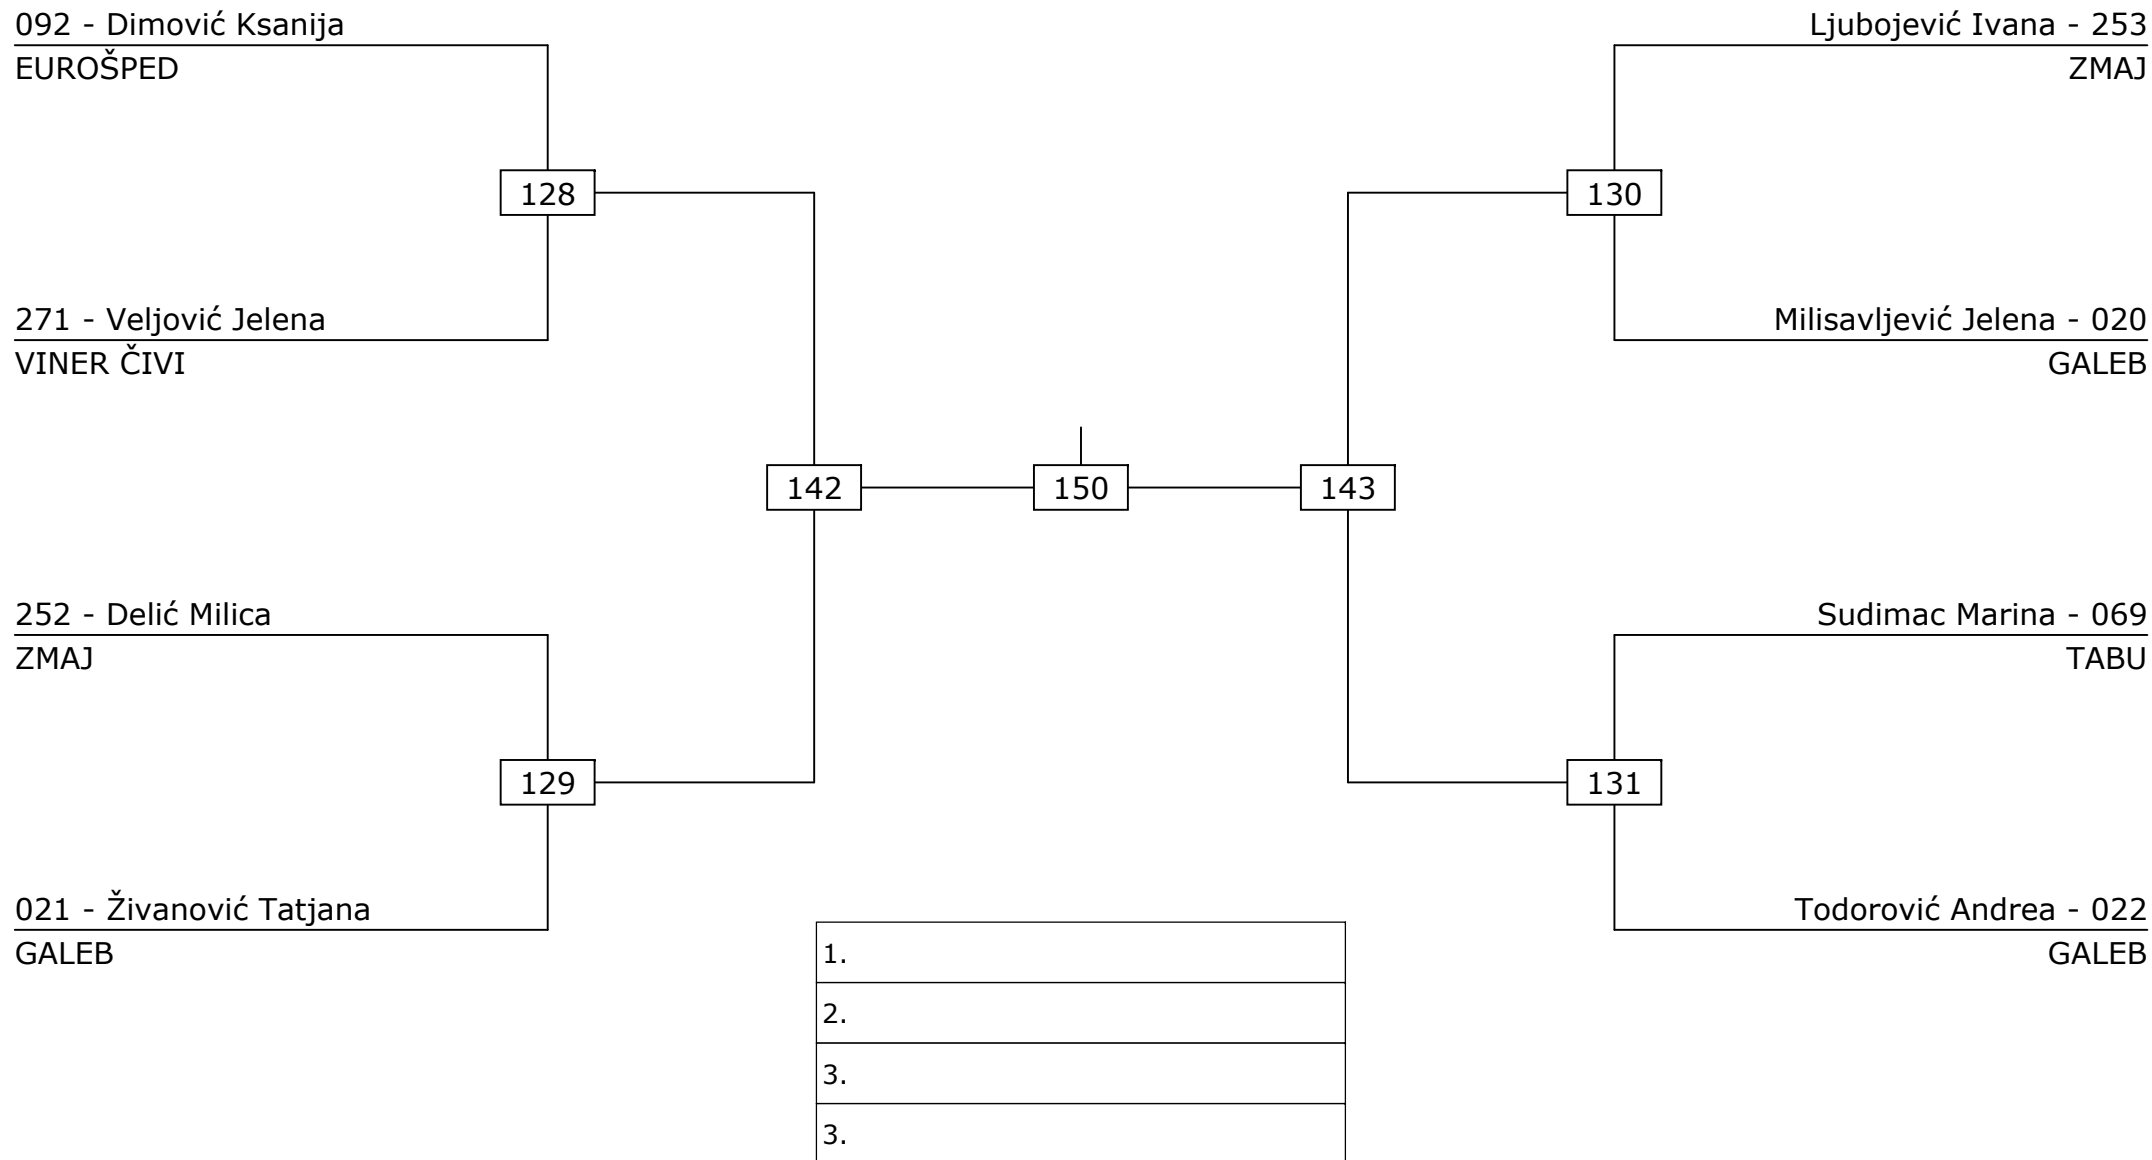 092 - Dimović Ksanija
EUROŠPED
Ljubojević Ivana - 253
ZMAJ
128
130
271 - Veljović Jelena
VINER ČIVI
Milisavljević Jelena - 020
GALEB
142
150
143
252 - Delić Milica
ZMAJ
Sudimac Marina - 069
TABU
129
131
021 - Živanović Tatjana
GALEB
Todorović Andrea - 022
GALEB
1.
2.
3.
3.